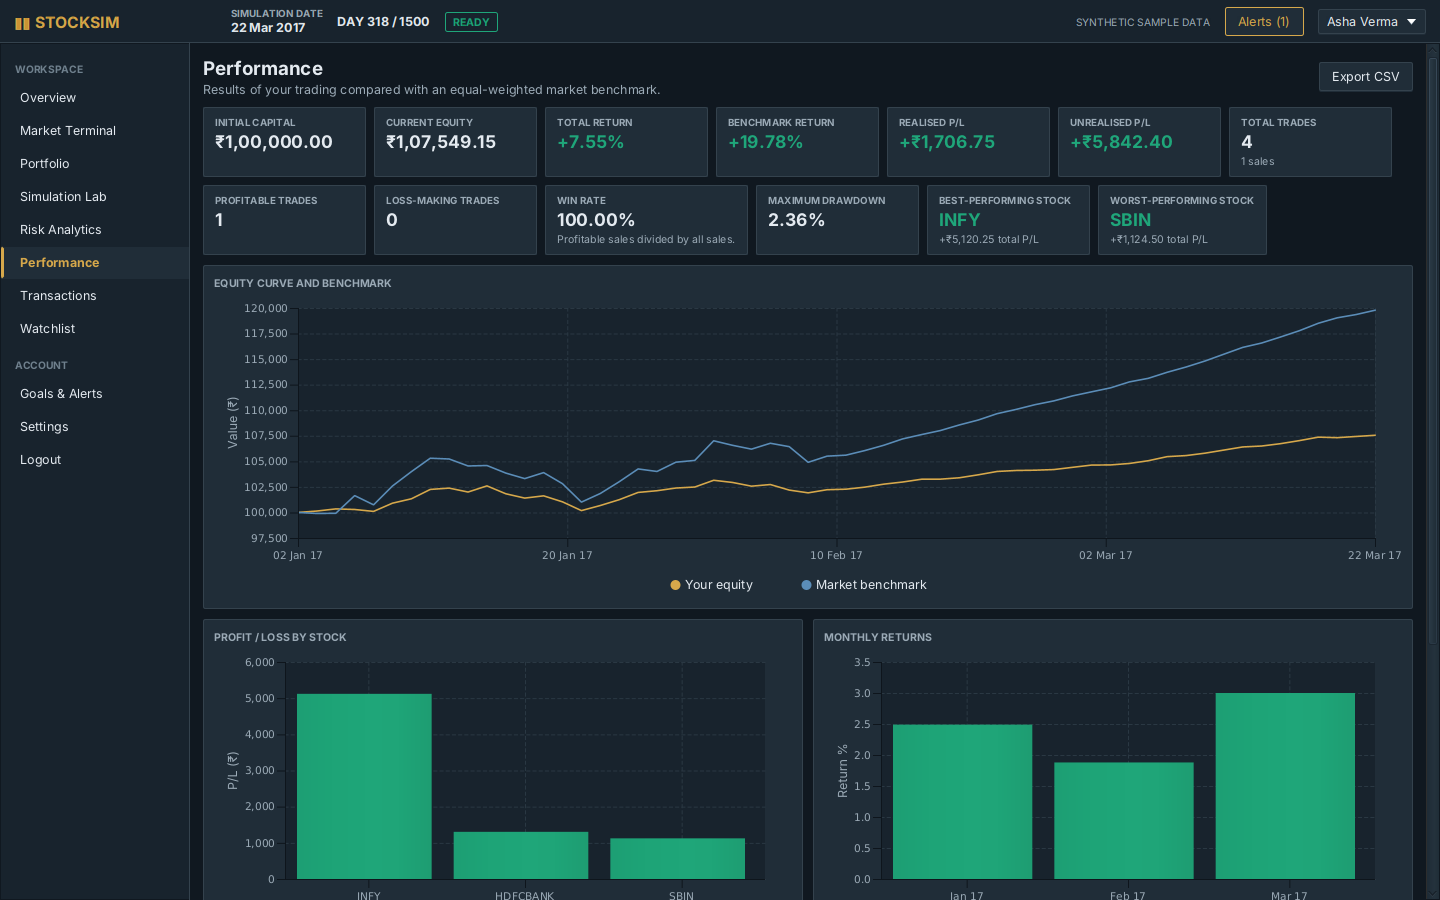 STOCKSIM
SIMULATION DATE
22 Mar 2017
DAY 318 / 1500
READY
SYNTHETIC SAMPLE DATA
Alerts (1)
Asha Verma
WORKSPACE
Overview
Market Terminal
Portfolio
Simulation Lab
Risk Analytics
Performance
Transactions
Watchlist
ACCOUNT
Goals & Alerts
Settings
Logout
Performance
Results of your trading compared with an equal-weighted market benchmark.
Export CSV
INITIAL CAPITAL
₹1,00,000.00
CURRENT EQUITY
₹1,07,549.15
TOTAL RETURN
+7.55%
BENCHMARK RETURN
+19.78%
REALISED P/L
+₹1,706.75
UNREALISED P/L
+₹5,842.40
TOTAL TRADES
4
1 sales
PROFITABLE TRADES
1
LOSS-MAKING TRADES
0
WIN RATE
100.00%
Profitable sales divided by all sales.
MAXIMUM DRAWDOWN
2.36%
BEST-PERFORMING STOCK
INFY
+₹5,120.25 total P/L
WORST-PERFORMING STOCK
SBIN
+₹1,124.50 total P/L
EQUITY CURVE AND BENCHMARK
Value (₹)
120,000
117,500
115,000
112,500
110,000
107,500
105,000
102,500
100,000
97,500
02 Jan 17
20 Jan 17
10 Feb 17
02 Mar 17
22 Mar 17
Your equity
Market benchmark
PROFIT / LOSS BY STOCK
P/L (₹)
6,000
5,000
4,000
3,000
2,000
1,000
0
INFY
HDFCBANK
SBIN
MONTHLY RETURNS
Return %
3.5
3.0
2.5
2.0
1.5
1.0
0.5
0.0
Jan 17
Feb 17
Mar 17